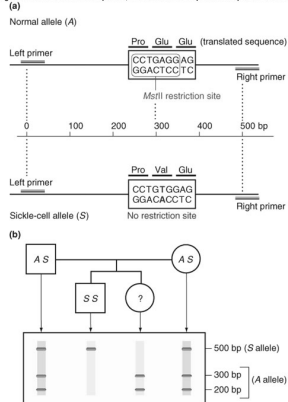 (a)
Normal allele (A)
Pro Glu Glu (translated sequence)
Left primer
CCTGAGGAG
GGACTCCTC
Right primer
MstII restriction site
0 100 200 300 400 500 bp
Pro Val Glu
Left primer
CCTGTGGAG
GGACACCTC
Right primer
Sickle-cell allele (S) No restriction site
(b)
A S
A S
S S
?
500 bp (S allele)
300 bp
(A allele)
200 bp